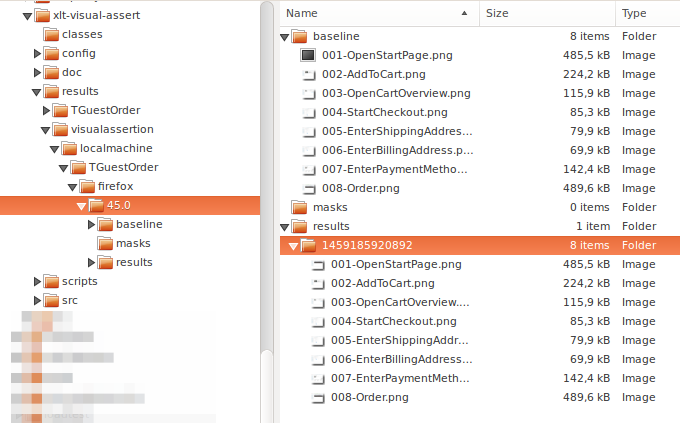 xlt-visual-assert
classes
config
doc
results
TGuestOrder
visualassertion
localmachine
TGuestOrder
firefox
45.0
baseline
masks
results
scripts
src
Name Size Type
baseline 8 items Folder
001-OpenStartPage.png 485,5 kB Image
002-AddToCart.png 224,2 kB Image
003-OpenCartOverview.png 115,9 kB Image
004-StartCheckout.png 85,3 kB Image
005-EnterShippingAddres... 79,9 kB Image
006-EnterBillingAddress.p... 69,9 kB Image
007-EnterPaymentMetho... 142,4 kB Image
008-Order.png 489,6 kB Image
masks 0 items Folder
results 1 item Folder
1459185920892 8 items Folder
001-OpenStartPage.png 485,5 kB Image
002-AddToCart.png 224,2 kB Image
003-OpenCartOverview.... 115,9 kB Image
004-StartCheckout.png 85,3 kB Image
005-EnterShippingAddr... 79,9 kB Image
006-EnterBillingAddress... 69,9 kB Image
007-EnterPaymentMeth... 142,4 kB Image
008-Order.png 489,6 kB Image